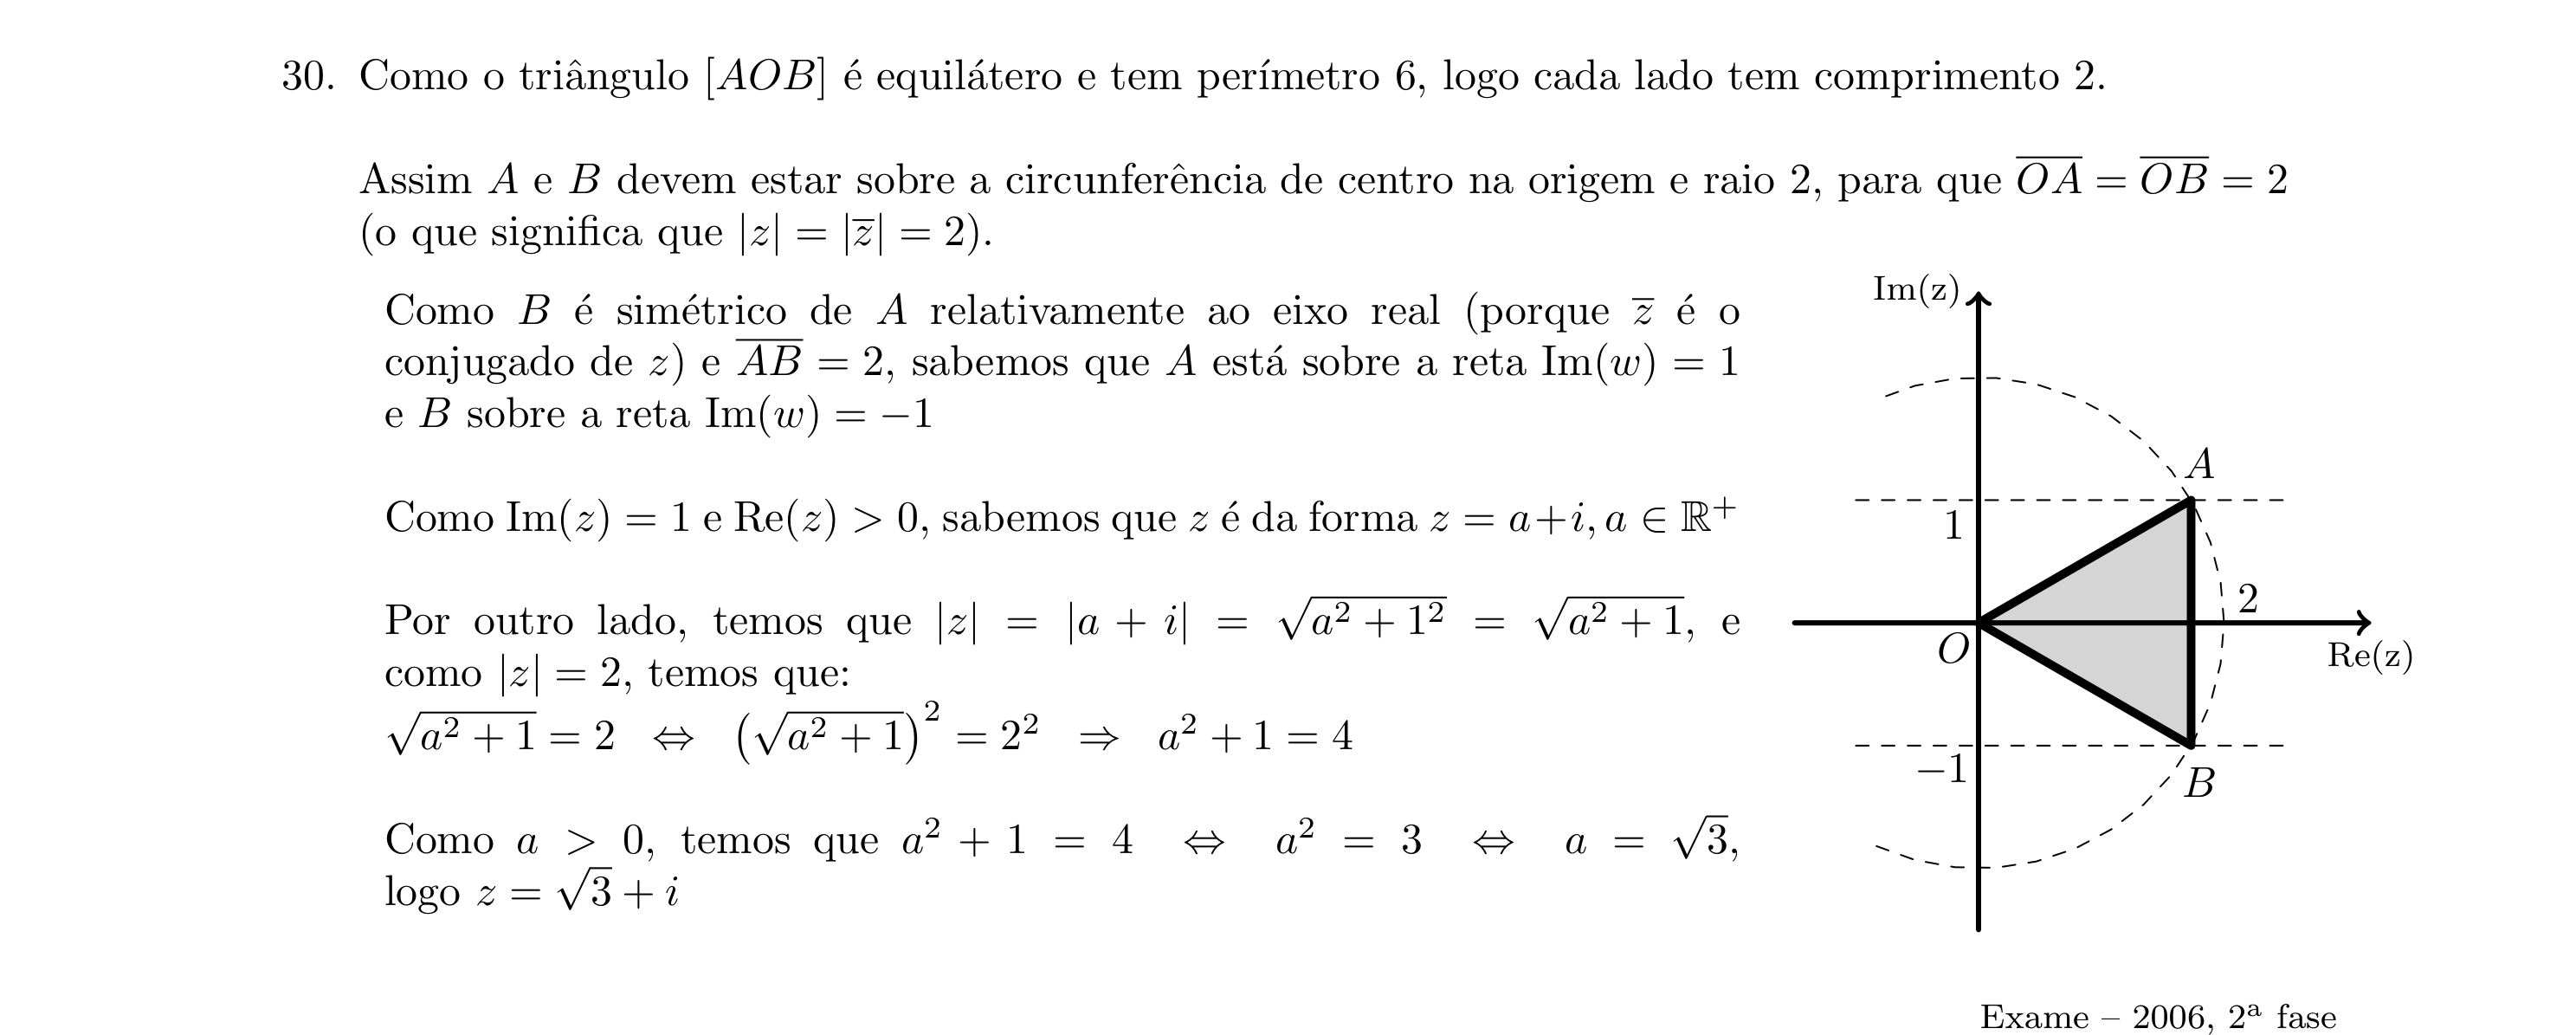 30. Como o triângulo [AOB] é equilátero e tem perímetro 6, logo cada lado tem comprimento 2.
Assim A e B devem estar sobre a circunferência de centro na origem e raio 2, para que $\overline{OA} = \overline{OB} = 2$
(o que significa que $|z| = |\overline{z}| = 2$).
Como B é simétrico de A relativamente ao eixo real (porque $\overline{z}$ é o
conjugado de z) e $\overline{AB} = 2$, sabemos que A está sobre a reta Im(w) = 1
e B sobre a reta Im(w) = −1
Como Im(z) = 1 e Re(z) > 0, sabemos que z é da forma $z = a+i, a \in \mathbb{R}^+$
Por outro lado, temos que $|z| = |a + i| = \sqrt{a^2 + 1^2} = \sqrt{a^2 + 1}$, e
como |z| = 2, temos que:
$\sqrt{a^2 + 1} = 2 \Leftrightarrow \left(\sqrt{a^2 + 1}\right)^2 = 2^2 \Rightarrow a^2 + 1 = 4$
Como a > 0, temos que $a^2 + 1 = 4 \Leftrightarrow a^2 = 3 \Leftrightarrow a = \sqrt{3}$,
logo $z = \sqrt{3} + i$
Im(z)
A
1
2
O
Re(z)
−1
B
Exame – 2006, 2ª fase